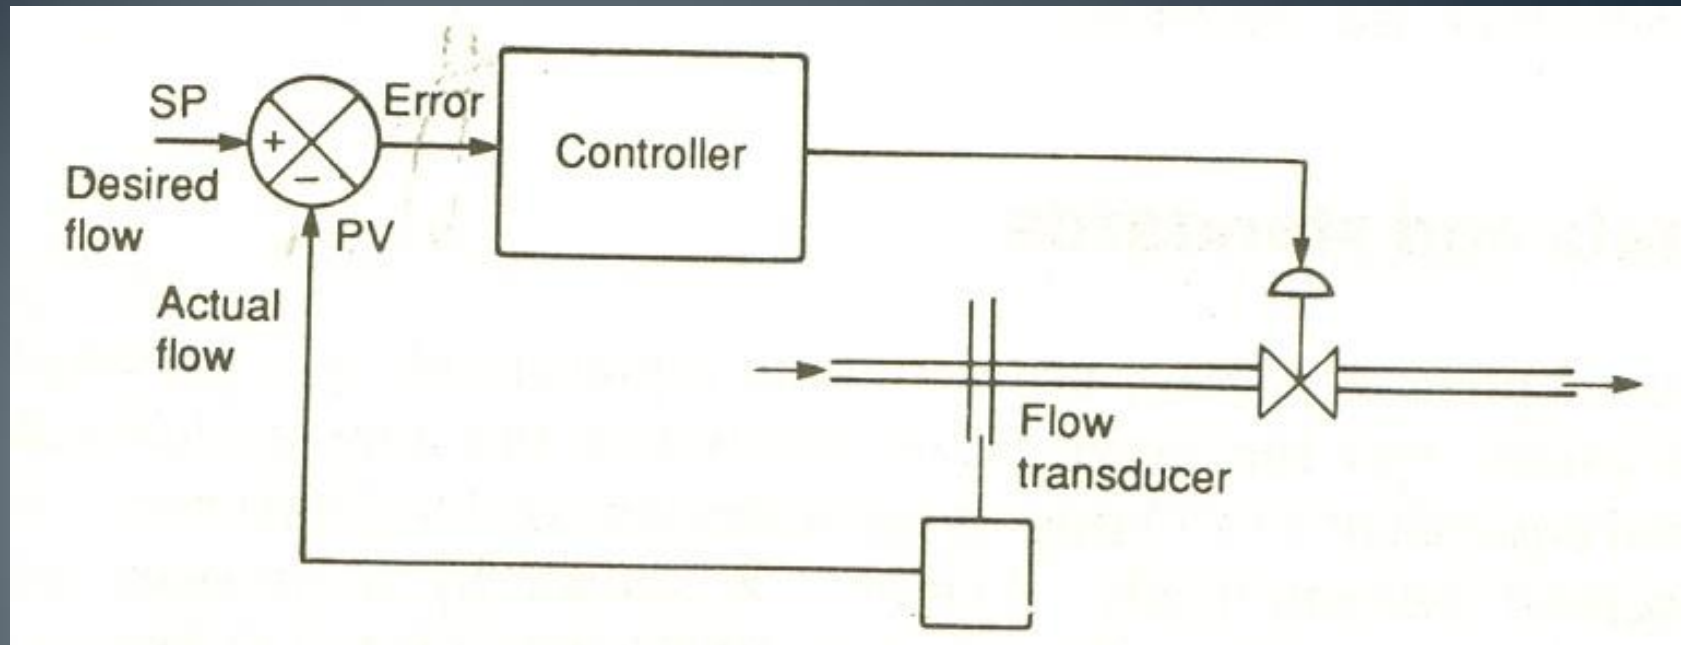 SP
+
−
Desired
flow
Error
PV
Controller
Actual
flow
Flow
transducer